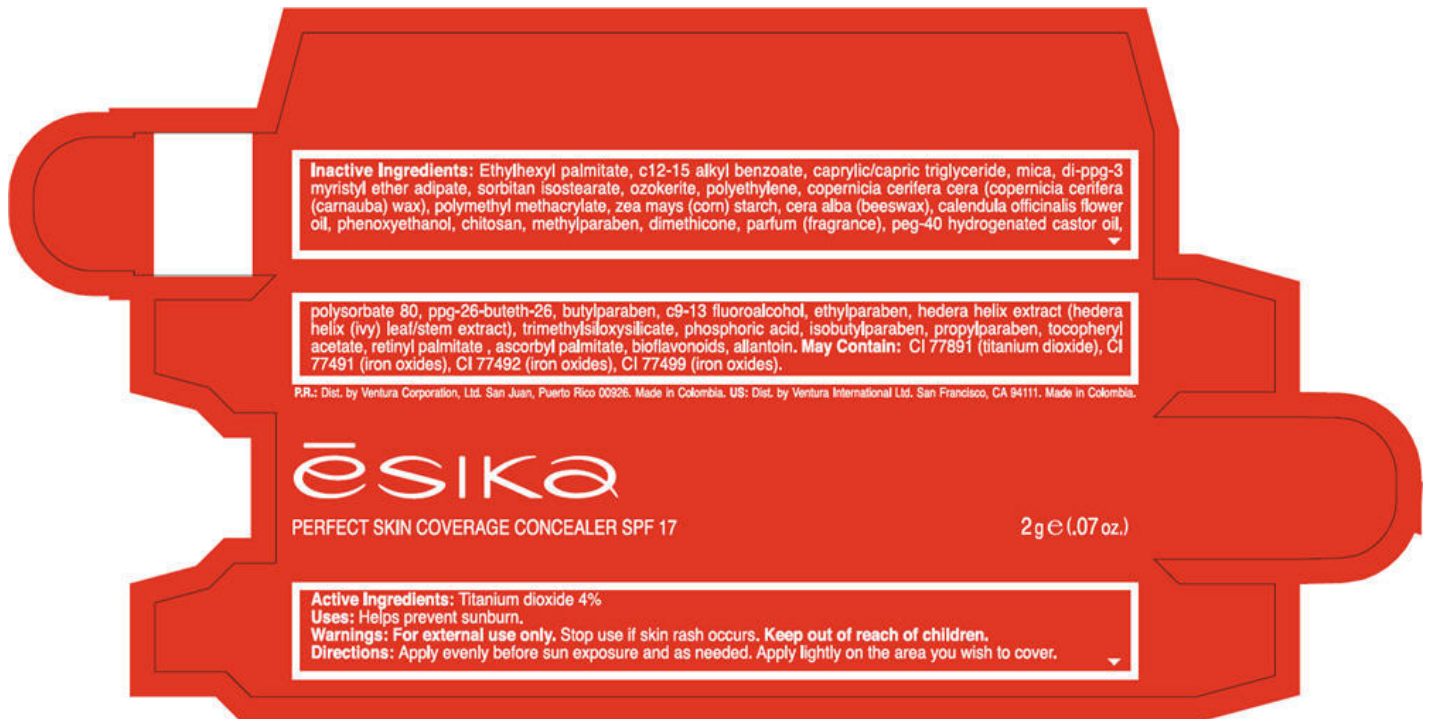 Inactive Ingredients: Ethylhexyl palmitate, c12-15 alkyl benzoate, caprylic/capric triglyceride, mica, di-ppg-3
myristyl ether adipate, sorbitan isostearate, ozokerite, polyethylene, copernicia cerifera cera (copernicia cerifera
(carnauba) wax), polymethyl methacrylate, zea mays (corn) starch, cera alba (beeswax), calendula officinalis flower
oil, phenoxyethanol, chitosan, methylparaben, dimethicone, parfum (fragrance), peg-40 hydrogenated castor oil,
polysorbate 80, ppg-26-buteth-26, butylparaben, c9-13 fluoroalcohol, ethylparaben, hedera helix extract (hedera
helix (ivy) leaf/stem extract), trimethylsiloxysilicate, phosphoric acid, isobutylparaben, propylparaben, tocopheryl
acetate, retinyl palmitate , ascorbyl palmitate, bioflavonoids, allantoin. May Contain: CI 77891 (titanium dioxide), CI
77491 (iron oxides), CI 77492 (iron oxides), CI 77499 (iron oxides).
P.R.: Dist. by Ventura Corporation, Ltd. San Juan, Puerto Rico 00926. Made in Colombia. US: Dist. by Ventura International Ltd. San Francisco, CA 94111. Made in Colombia.
ēsika
PERFECT SKIN COVERAGE CONCEALER SPF 17 2 g e (.07 oz.)
Active Ingredients: Titanium dioxide 4%
Uses: Helps prevent sunburn.
Warnings: For external use only. Stop use if skin rash occurs. Keep out of reach of children.
Directions: Apply evenly before sun exposure and as needed. Apply lightly on the area you wish to cover.